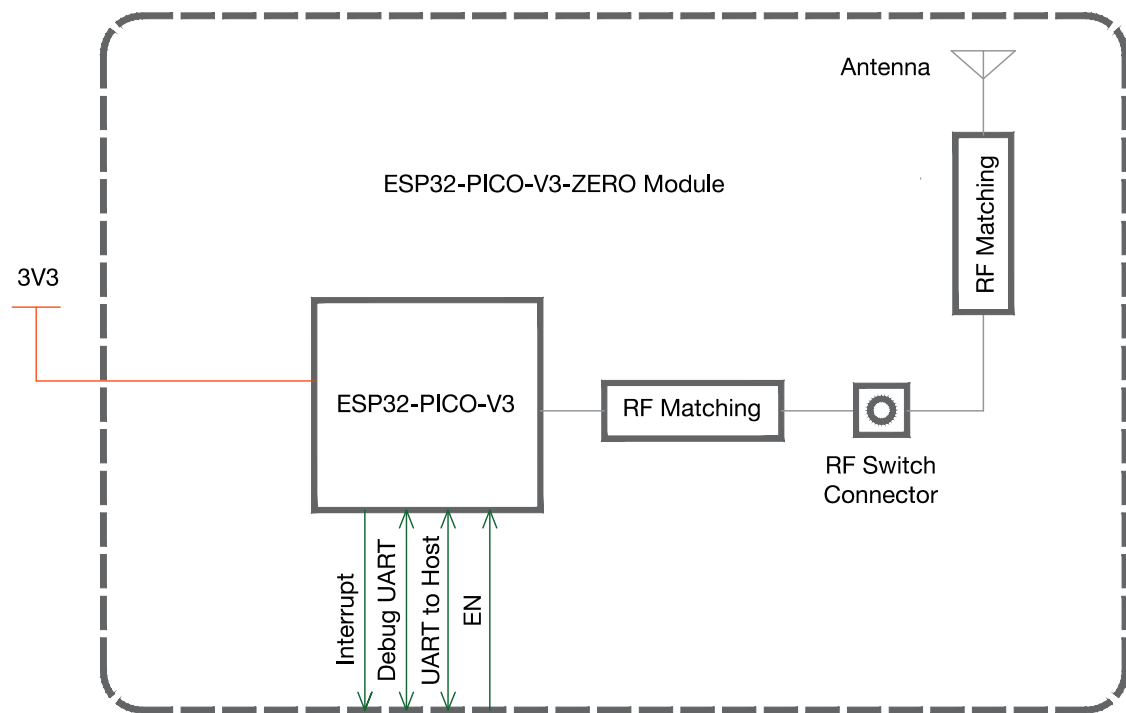 Antenna
ESP32-PICO-V3-ZERO Module
RF Matching
3V3
ESP32-PICO-V3
RF Matching
RF Switch
Connector
Interrupt
Debug UART
UART to Host
EN